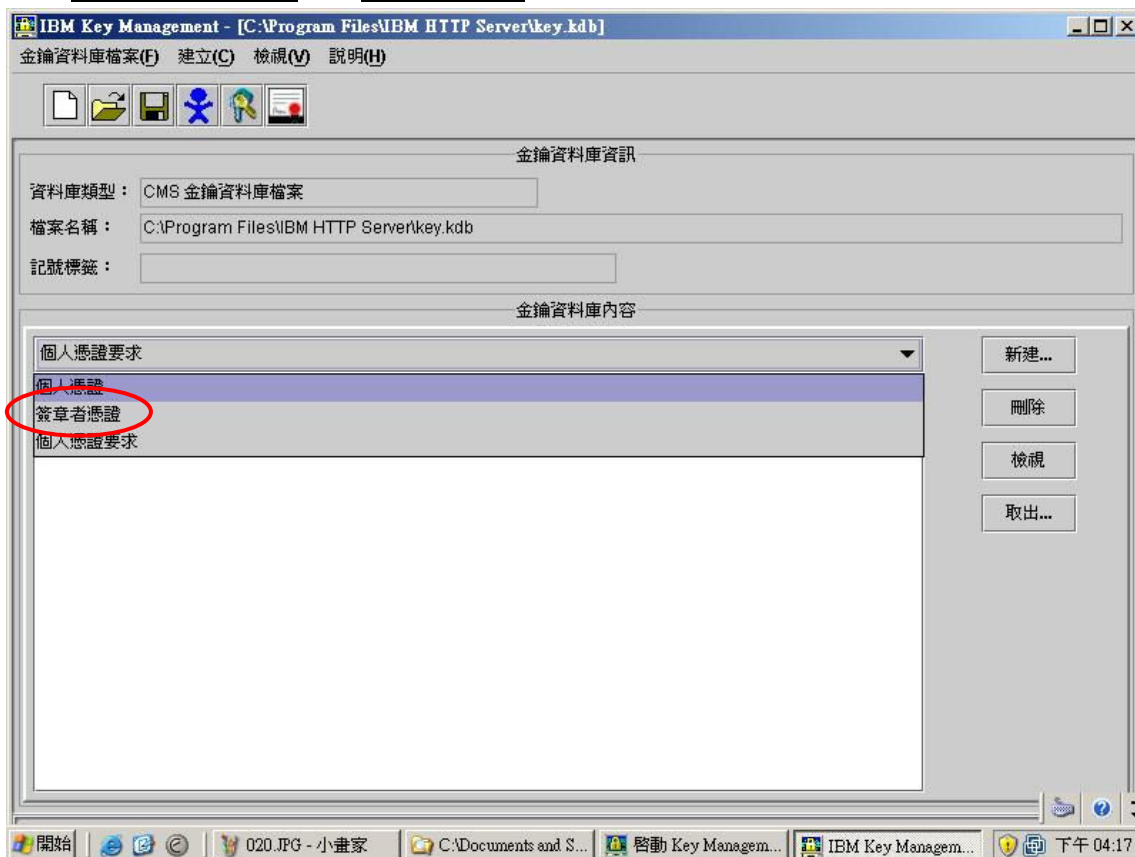 IBM Key Management - [C:\Program Files\IBM HTTP Server\key.kdb]
金鑰資料庫檔案(F) 建立(C) 檢視(V) 說明(H)
金鑰資料庫資訊
資料庫類型： CMS 金鑰資料庫檔案
檔案名稱： C:\Program Files\IBM HTTP Server\key.kdb
記號標籤：
金鑰資料庫內容
個人憑證要求
新建...
個人憑證
簽章者憑證
刪除
個人憑證要求
檢視
取出...
開始 020.JPG - 小畫家 C:\Documents and S... 啓動 Key Managem... IBM Key Managem... 下午 04:17